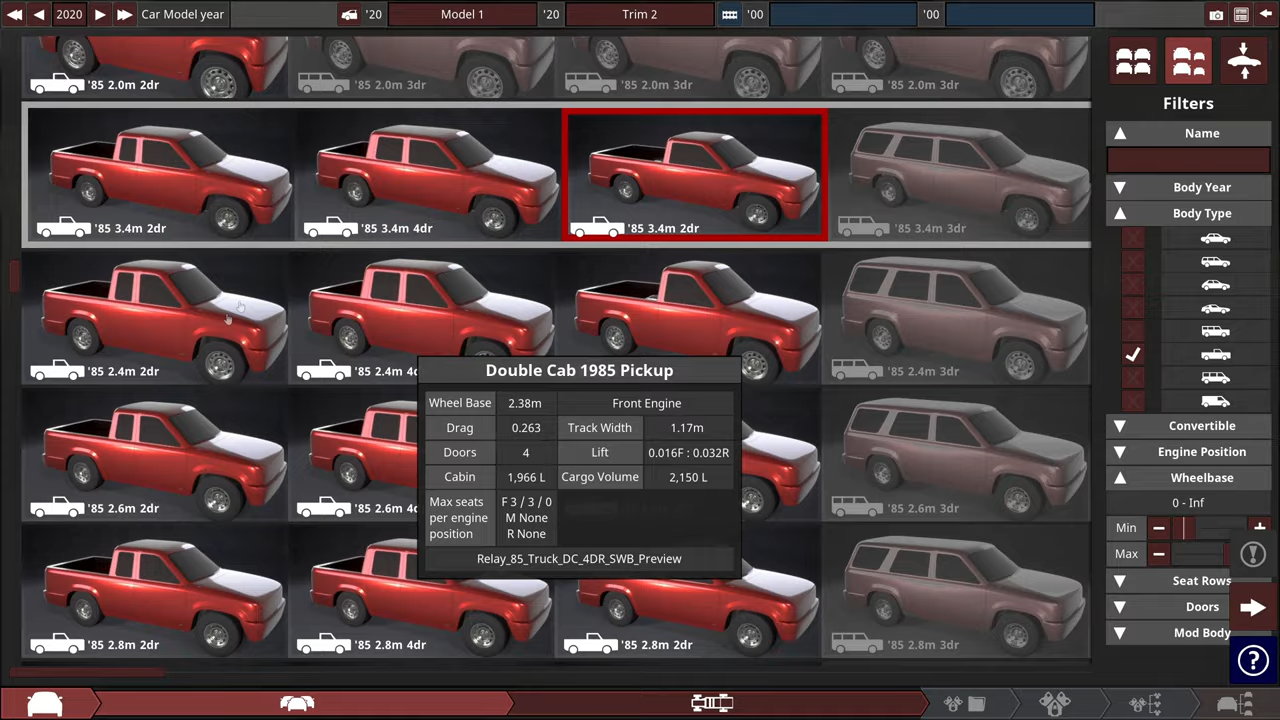 2020 Car Model year '20 Model 1 '20 Trim 2 '00 '00
'85 2.0m 2dr '85 2.0m 3dr '85 2.0m 2dr '85 2.0m 3dr
'85 3.4m 2dr '85 3.4m 4dr '85 3.4m 2dr '85 3.4m 3dr
'85 2.4m 2dr '85 2.4m 4d '85 2.4m 3dr
'85 2.6m 2dr '85 2.6m 3dr
'85 2.8m 2dr '85 2.8m 4dr '85 2.8m 2dr '85 2.8m 3dr
Double Cab 1985 Pickup
Wheel Base 2.38m Front Engine
Drag 0.263 Track Width 1.17m
Doors 4 Lift 0.016F : 0.032R
Cabin 1,966 L Cargo Volume 2,150 L
Max seats per engine position
F 3 / 3 / 0
M None
R None
Relay_85_Truck_DC_4DR_SWB_Preview
Filters
Name
Body Year
Body Type
Convertible
Engine Position
Wheelbase
0 - Inf
Min − +
Max −
Seat Rows
Doors
Mod Body
?